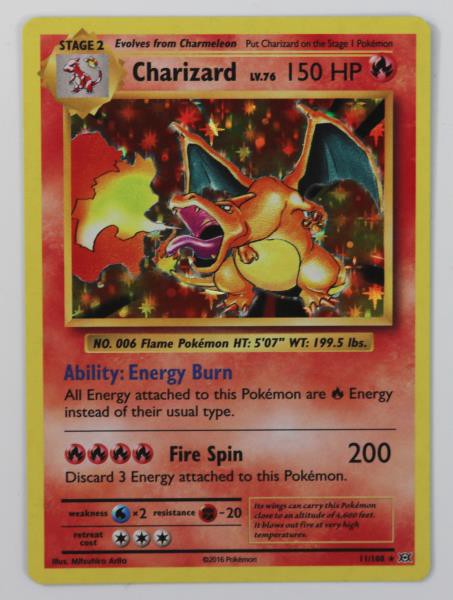 STAGE 2 Evolves from Charmeleon Put Charizard on the Stage 1 Pokémon
Charizard LV.76 150 HP
NO. 006 Flame Pokémon HT: 5'07" WT: 199.5 lbs.
Ability: Energy Burn
All Energy attached to this Pokémon are Energy
instead of their usual type.
Fire Spin 200
Discard 3 Energy attached to this Pokémon.
weakness ×2 resistance -20
retreat
cost
Its wings can carry this Pokémon
close to an altitude of 4,600 feet.
It blows out fire at very high
temperatures.
Illus. Mitsuhiro Arita ©2016 Pokémon 11/108